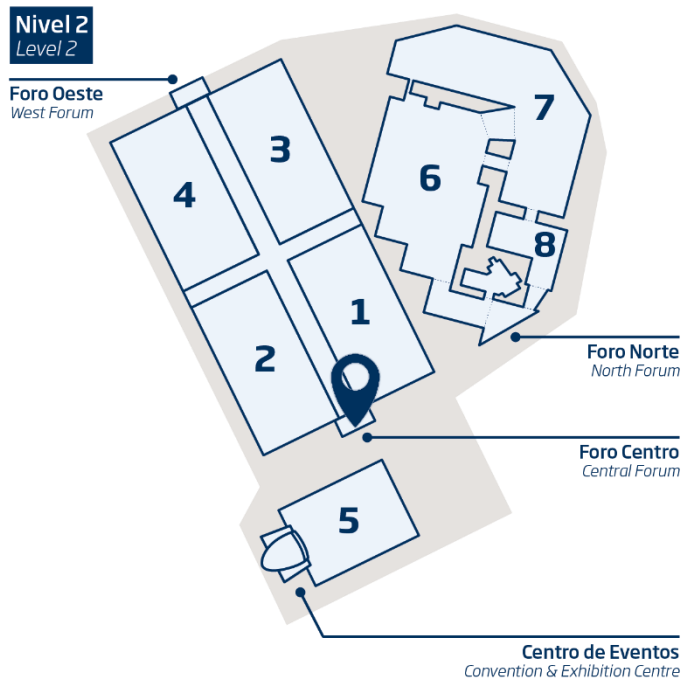 Nivel 2
Level 2
Foro Oeste
West Forum
3
4
7
6
8
1
2
Foro Norte
North Forum
Foro Centro
Central Forum
5
Centro de Eventos
Convention & Exhibition Centre